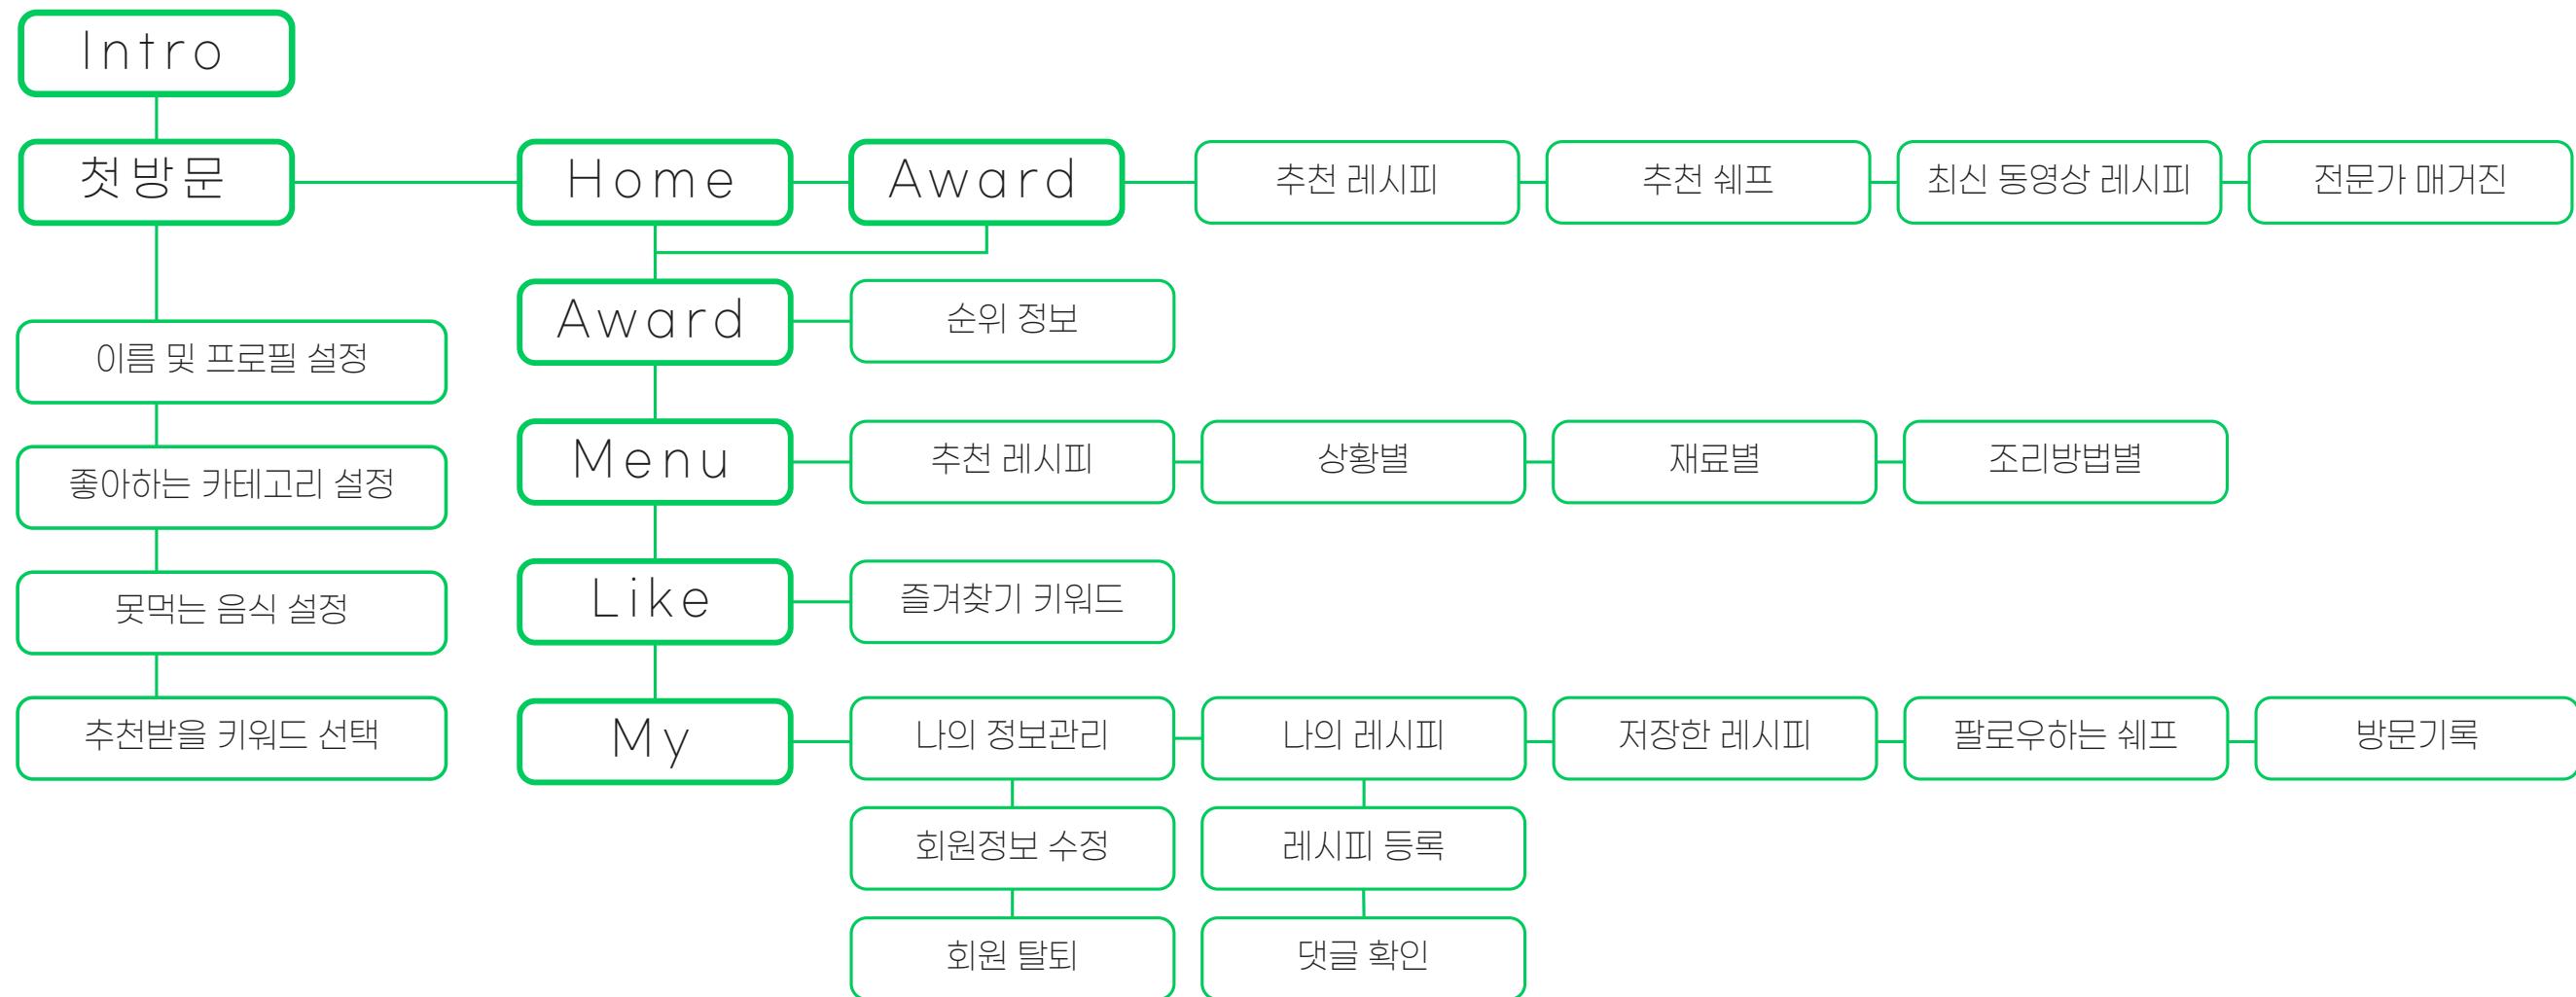 Intro
첫방문
Home
Award
추천 레시피
추천 쉐프
최신 동영상 레시피
전문가 매거진
Award
순위 정보
이름 및 프로필 설정
좋아하는 카테고리 설정
못먹는 음식 설정
추천받을 키워드 선택
Menu
추천 레시피
상황별
재료별
조리방법별
Like
즐겨찾기 키워드
My
나의 정보관리
나의 레시피
저장한 레시피
팔로우하는 쉐프
방문기록
회원정보 수정
레시피 등록
회원 탈퇴
댓글 확인